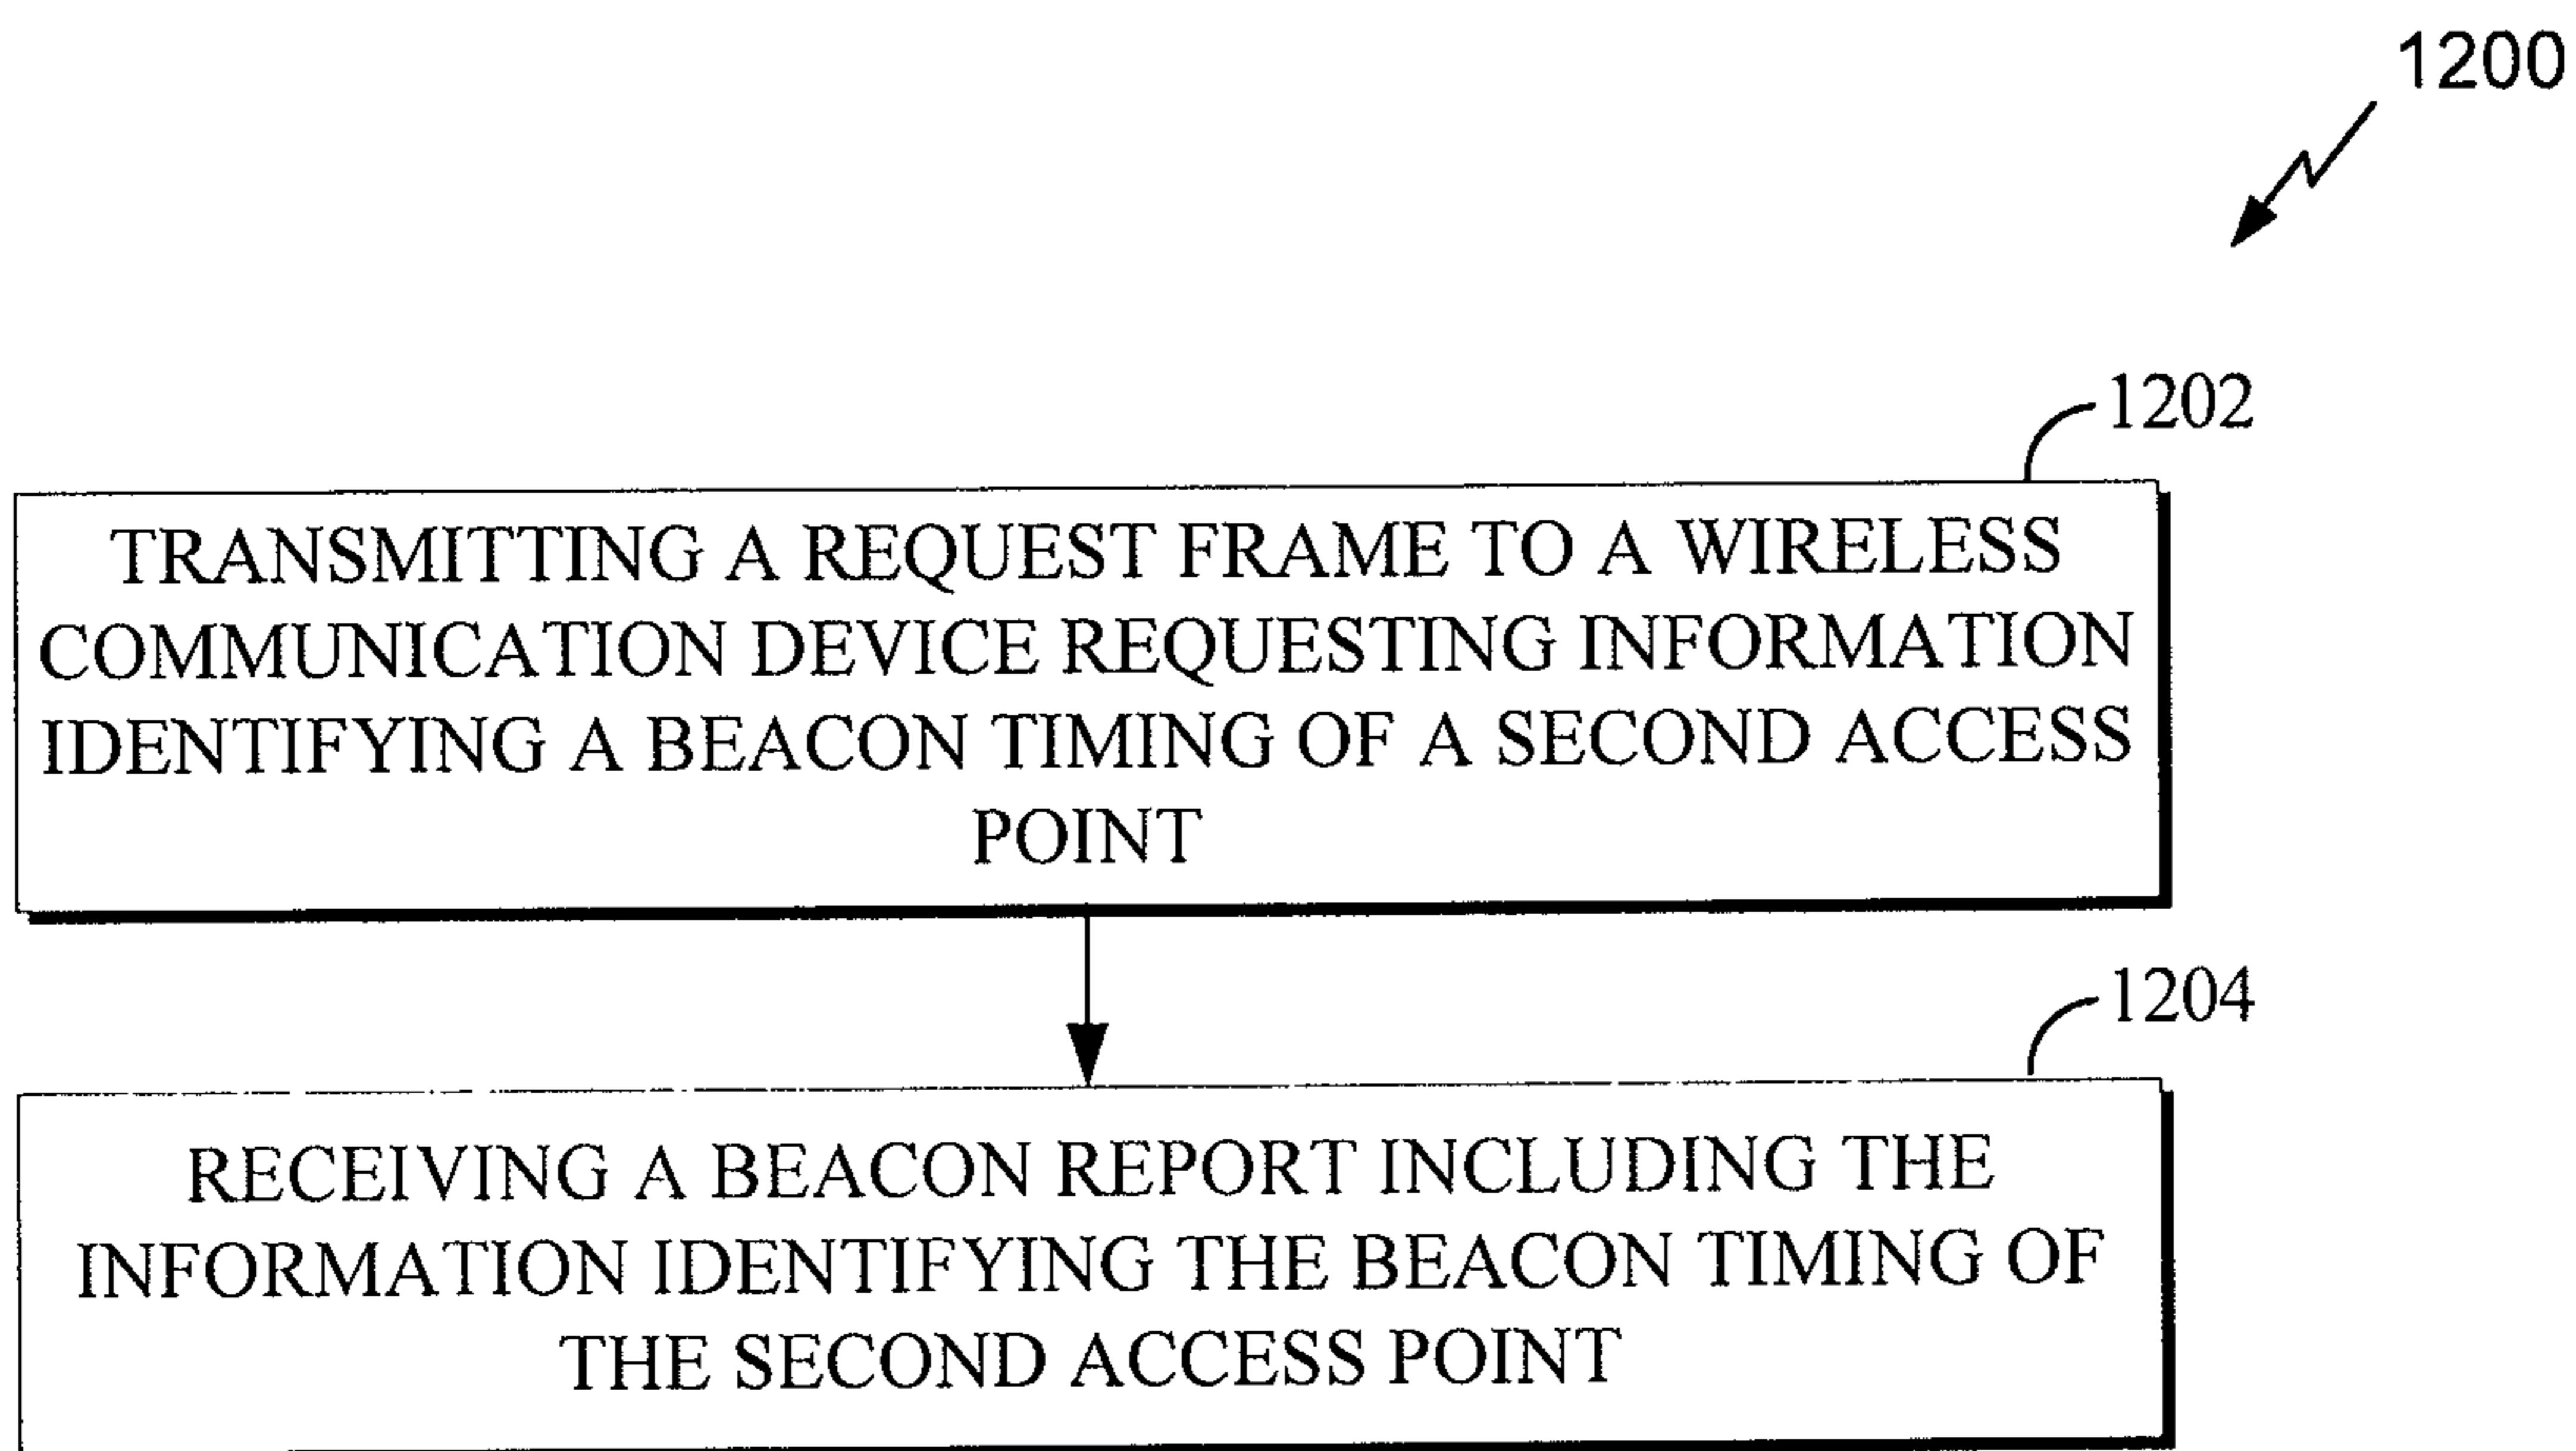 1200
1202
TRANSMITTING A REQUEST FRAME TO A WIRELESS
COMMUNICATION DEVICE REQUESTING INFORMATION
IDENTIFYING A BEACON TIMING OF A SECOND ACCESS
POINT
1204
RECEIVING A BEACON REPORT INCLUDING THE
INFORMATION IDENTIFYING THE BEACON TIMING OF
THE SECOND ACCESS POINT